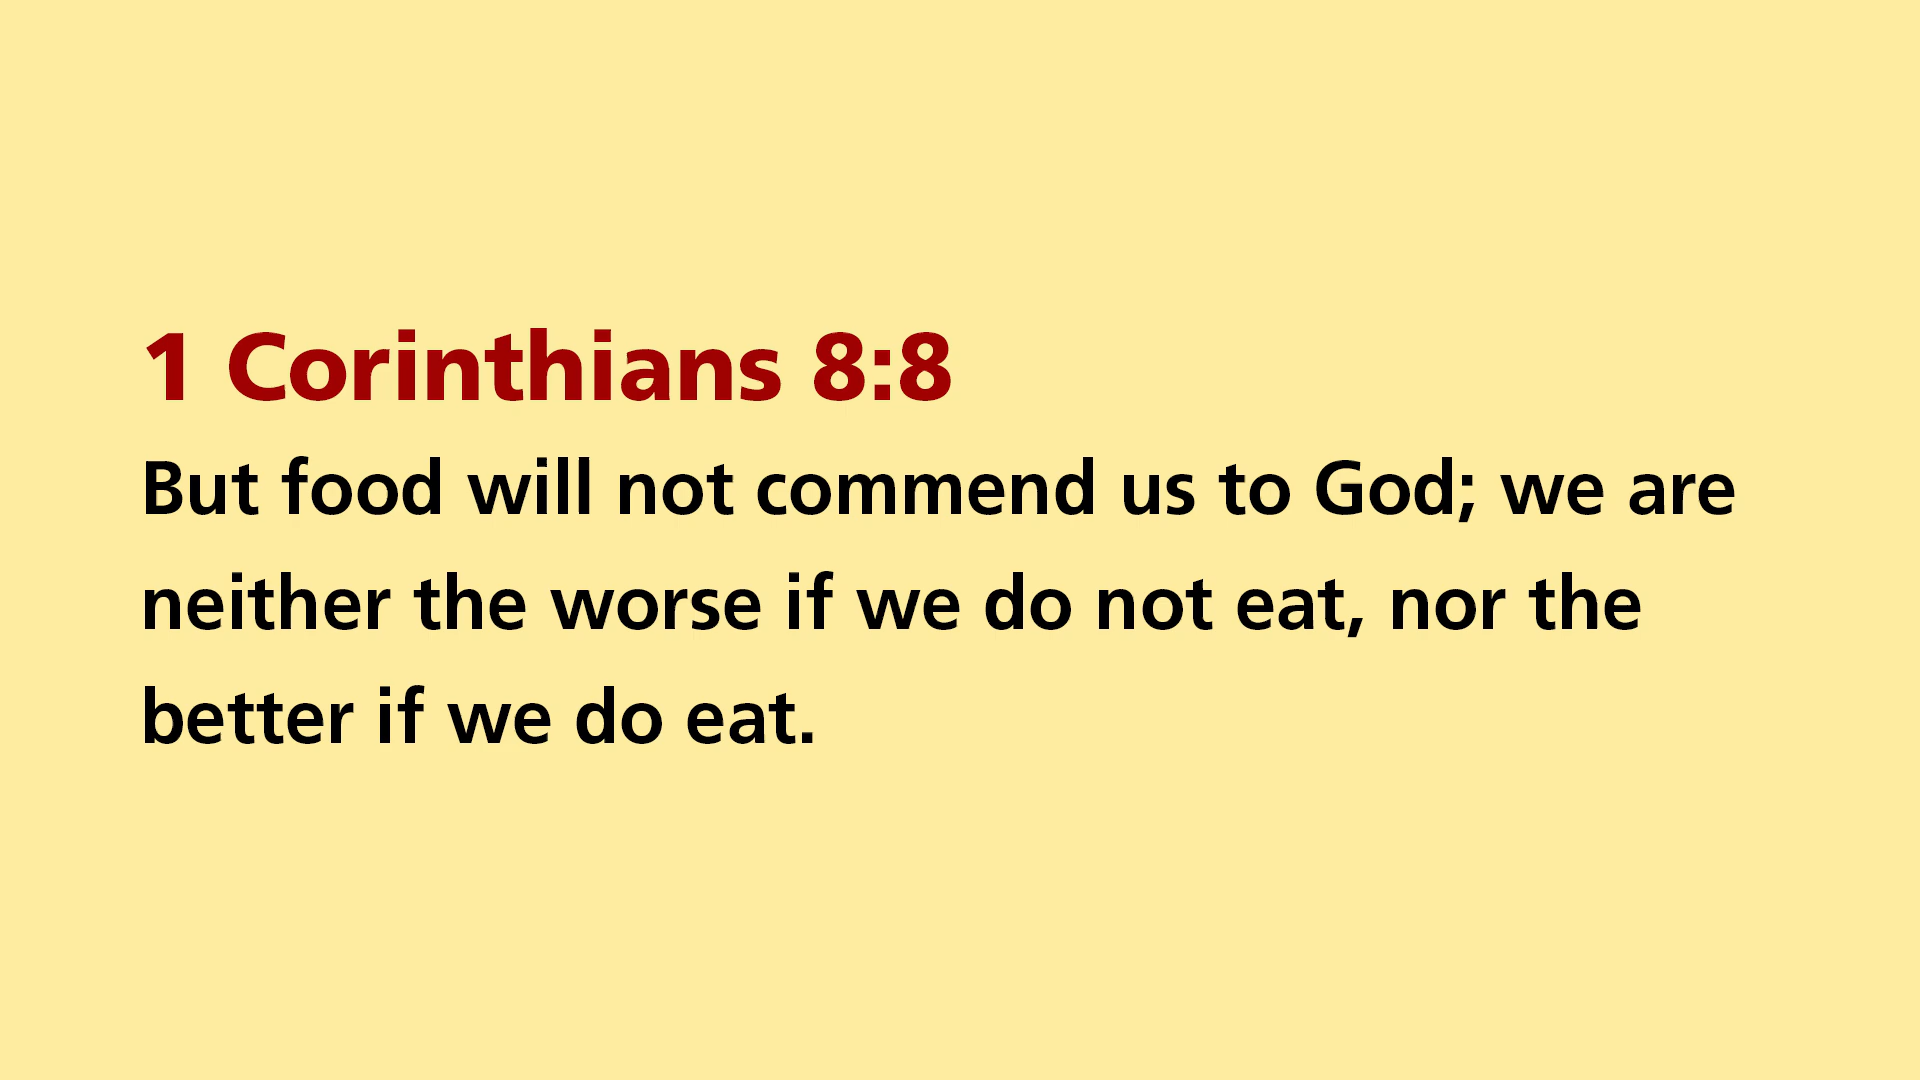 1 Corinthians 8:8
But food will not commend us to God; we are
neither the worse if we do not eat, nor the
better if we do eat.